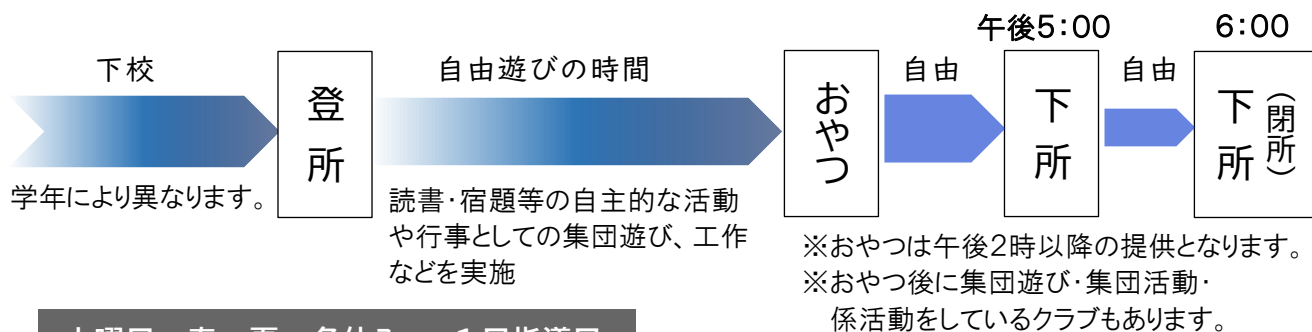 午後5:00
6:00
下校
自由遊びの時間
自由
自由
登所
おやつ
下所
下所
(閉所)
学年により異なります。
読書・宿題等の自主的な活動
や行事としての集団遊び、工作
などを実施
※おやつは午後2時以降の提供となります。
※おやつ後に集団遊び・集団活動・
係活動をしているクラブもあります。